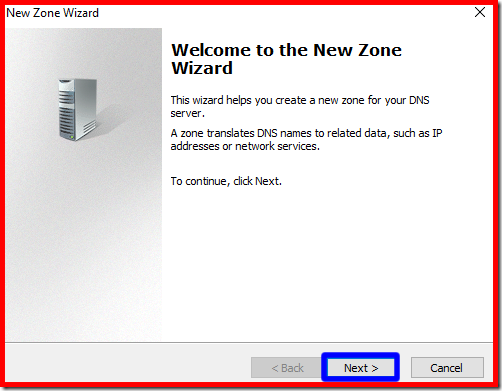 New Zone Wizard
Welcome to the New Zone
Wizard
This wizard helps you create a new zone for your DNS
server.
A zone translates DNS names to related data, such as IP
addresses or network services.
To continue, click Next.
< Back
Next >
Cancel